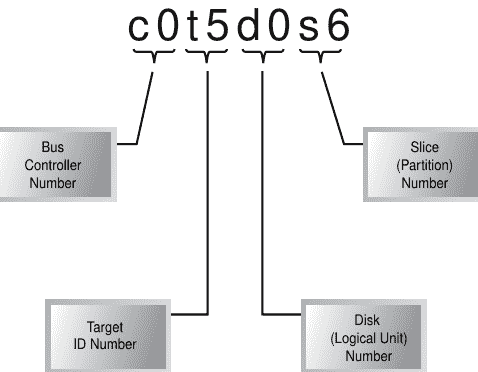 c0t5d0s6
Bus
Controller
Number
Slice
(Partition)
Number
Target
ID Number
Disk
(Logical Unit)
Number